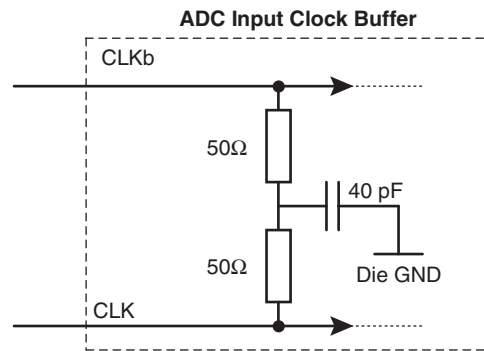 ADC Input Clock Buffer
CLKb
50Ω
40 pF
50Ω
Die GND
CLK